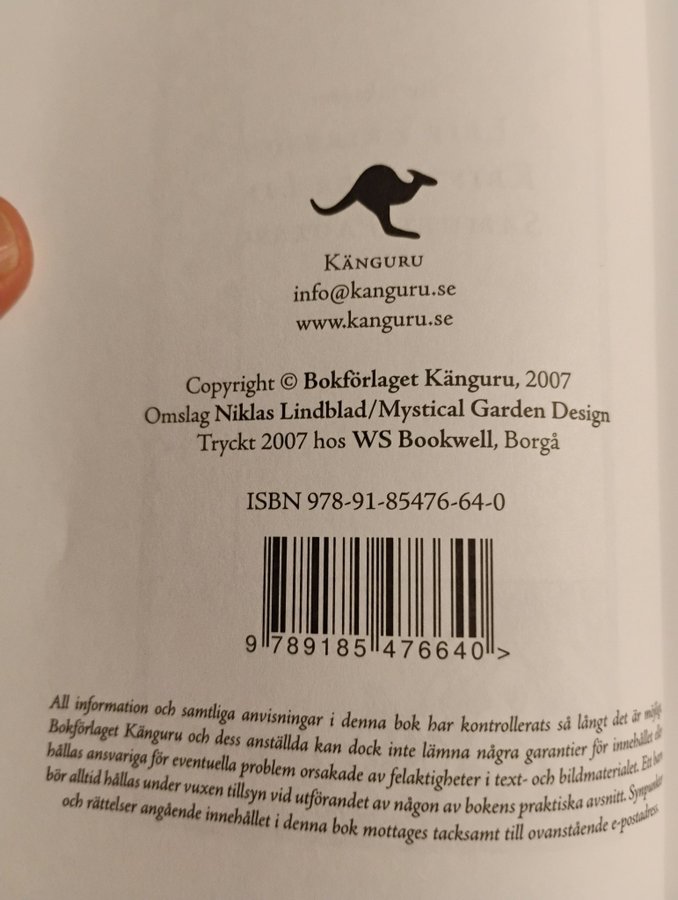 KÄNGURU
info@kanguru.se
www.kanguru.se
Copyright © Bokförlaget Känguru, 2007
Omslag Niklas Lindblad/Mystical Garden Design
Tryckt 2007 hos WS Bookwell, Borgå
ISBN 978-91-85476-64-0
9 789185 476640 >
All information och samtliga anvisningar i denna bok har kontrollerats så långt det är
Bokförlaget Känguru och dess anställda kan dock inte lämna några garantier för innehållet
hållas ansvariga för eventuella problem orsakade av felaktigheter i text- och bildmaterialet. Ett
bör alltid hållas under vuxen tillsyn vid utförandet av någon av bokens praktiska avsnitt.
och rättelser angående innehållet i denna bok mottages tacksamt till ovanstående e-postadress.